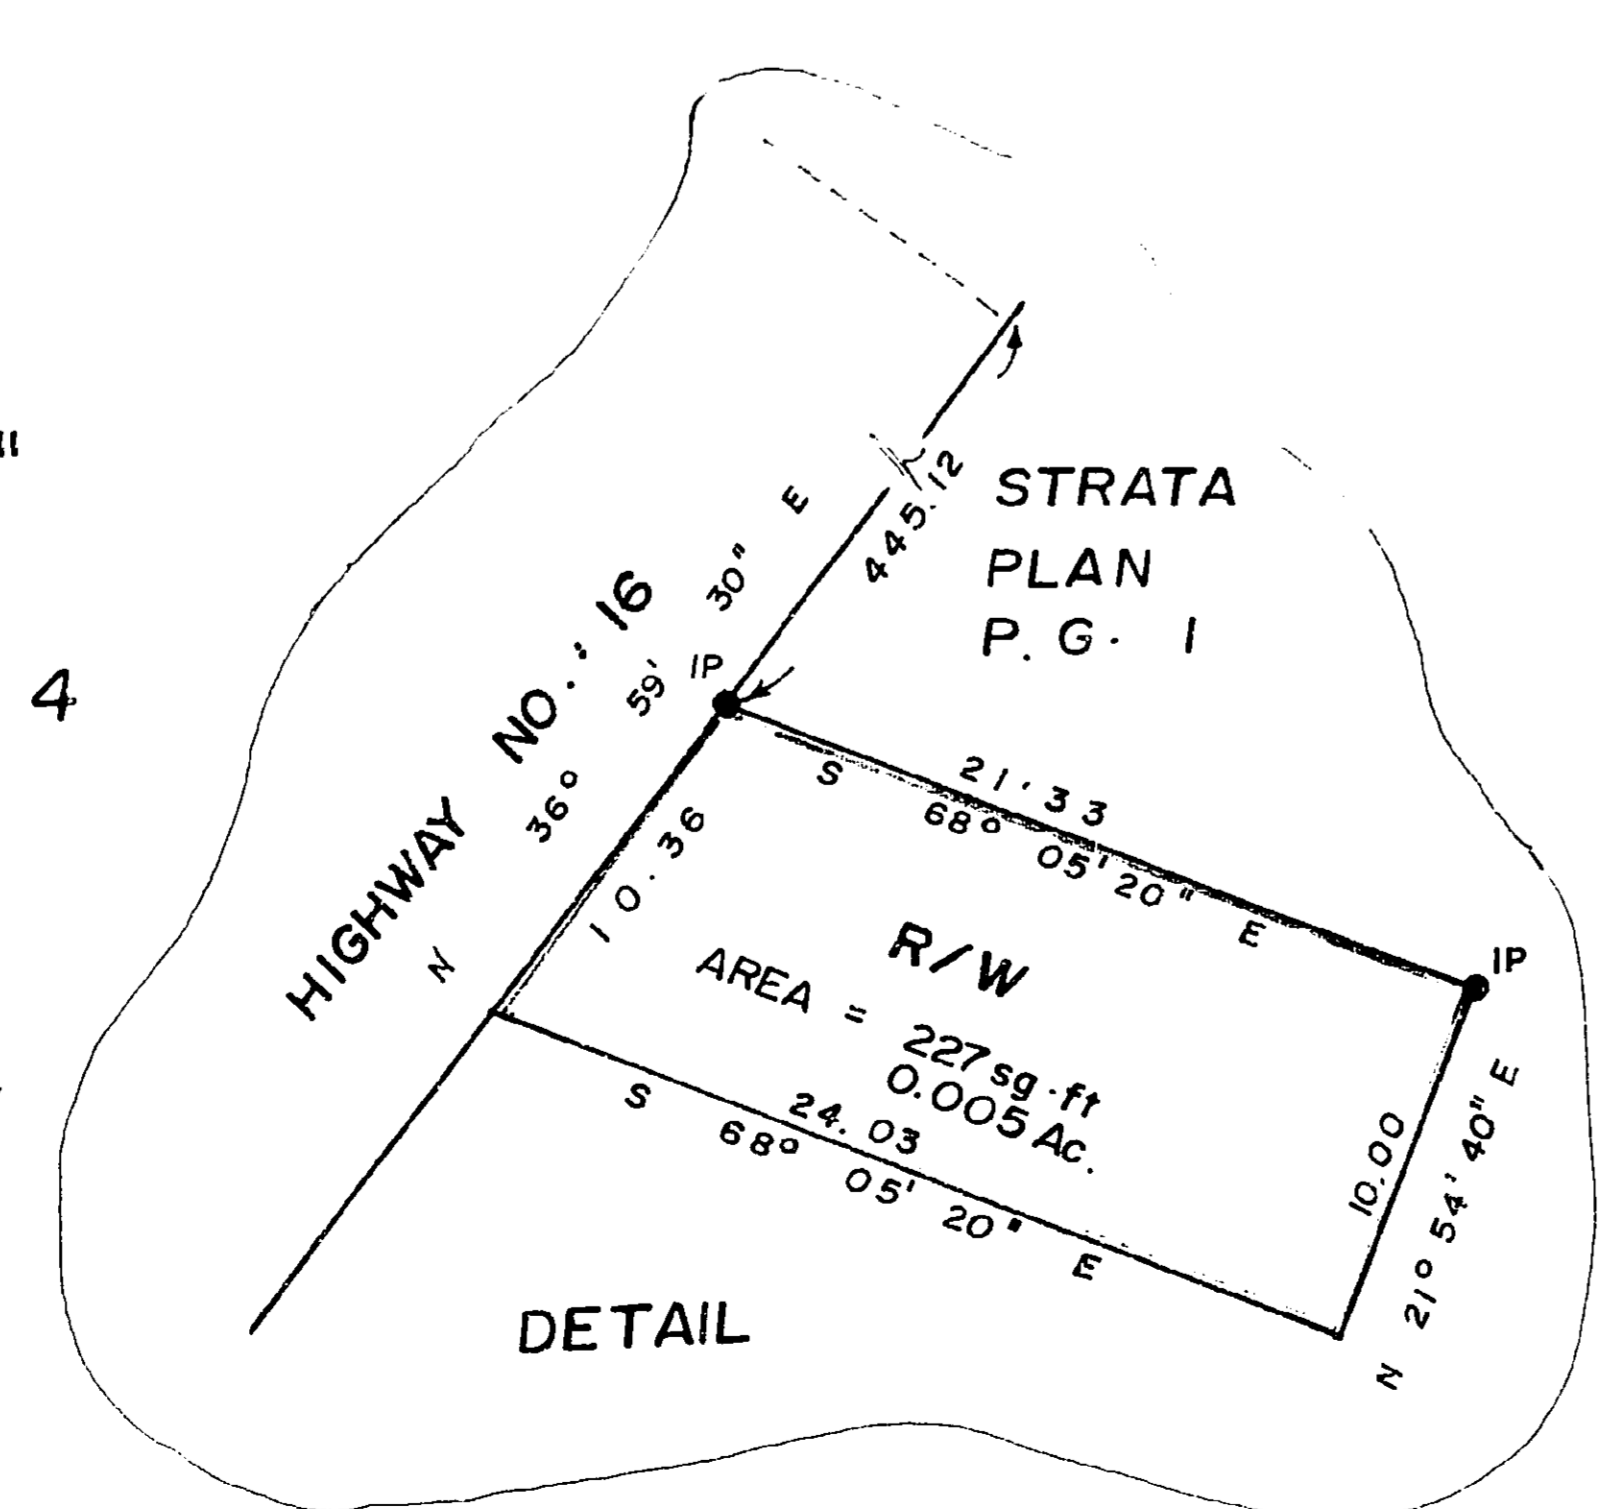 "
4
445.12
STRATA
PLAN
P. G. 1
HIGHWAY NO. 16
N 36° 59' 30" E
IP
10.36
21.33
S 68° 05' 20" E
IP
R/W
AREA = 227 sq.ft
0.005 Ac.
24.03
S 68° 05' 20" E
10.00
N 21° 54' 40" E
DETAIL